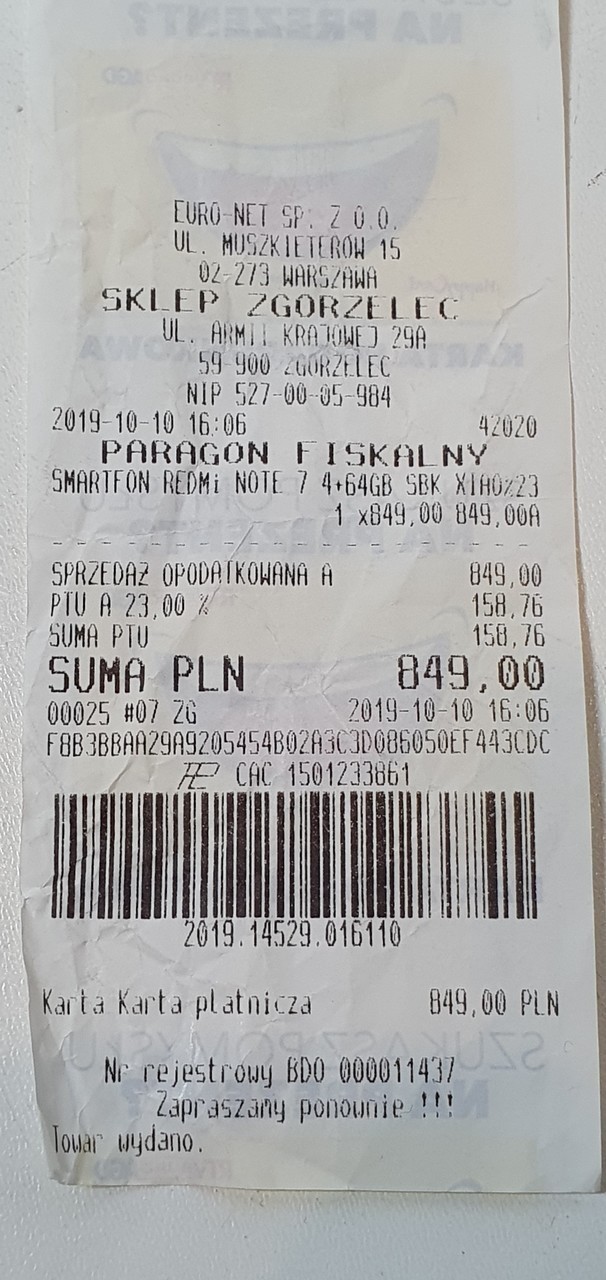 EURO-NET SP. Z O.O.
UL. MUSZKIETERÓW 15
02-273 WARSZAWA
SKLEP ZGORZELEC
UL. ARMII KRAJOWEJ 29A
59-900 ZGORZELEC
NIP 527-00-05-984
2019-10-10 16:06 42020
PARAGON FISKALNY
SMARTFON REDMi NOTE 7 4+64GB SBK XIAO%23
1 x849,00 849,00A
SPRZEDAŻ OPODATKOWANA A 849,00
PTU A 23,00 % 158,76
SUMA PTU 158,76
SUMA PLN 849,00
00025 #07 ZG 2019-10-10 16:06
F8B3BBAA29A9205454B02A3C3D086050EF443CDC
CAC 1501233861
2019.14529.016110
Karta Karta płatnicza 849,00 PLN
Nr rejestrowy BDO 000011437
Zapraszamy ponownie !!!
Towar wydano.